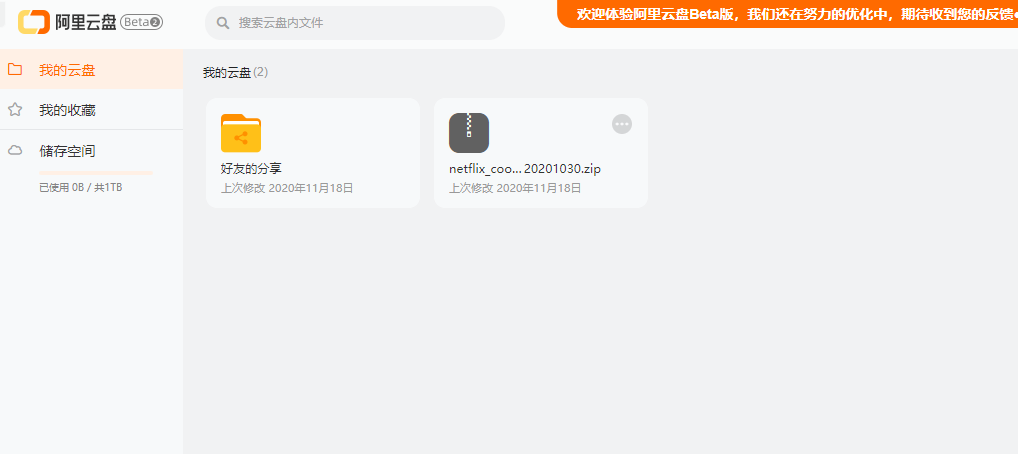 阿里云盘 Beta2
搜索云盘内文件
欢迎体验阿里云盘Beta版，我们还在努力的优化中，期待收到您的反馈
我的云盘
我的收藏
储存空间
已使用 0B / 共1TB
我的云盘(2)
好友的分享
上次修改 2020年11月18日
netflix_coo... 20201030.zip
上次修改 2020年11月18日